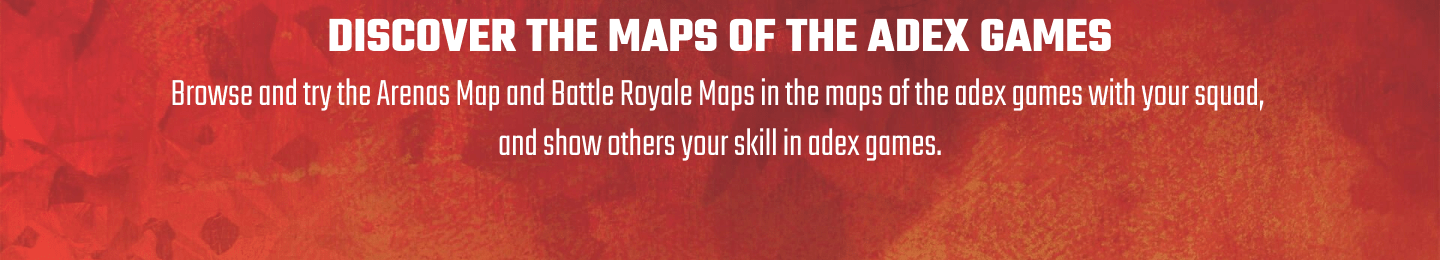 DISCOVER THE MAPS OF THE ADEX GAMES
Browse and try the Arenas Map and Battle Royale Maps in the maps of the adex games with your squad,
and show others your skill in adex games.